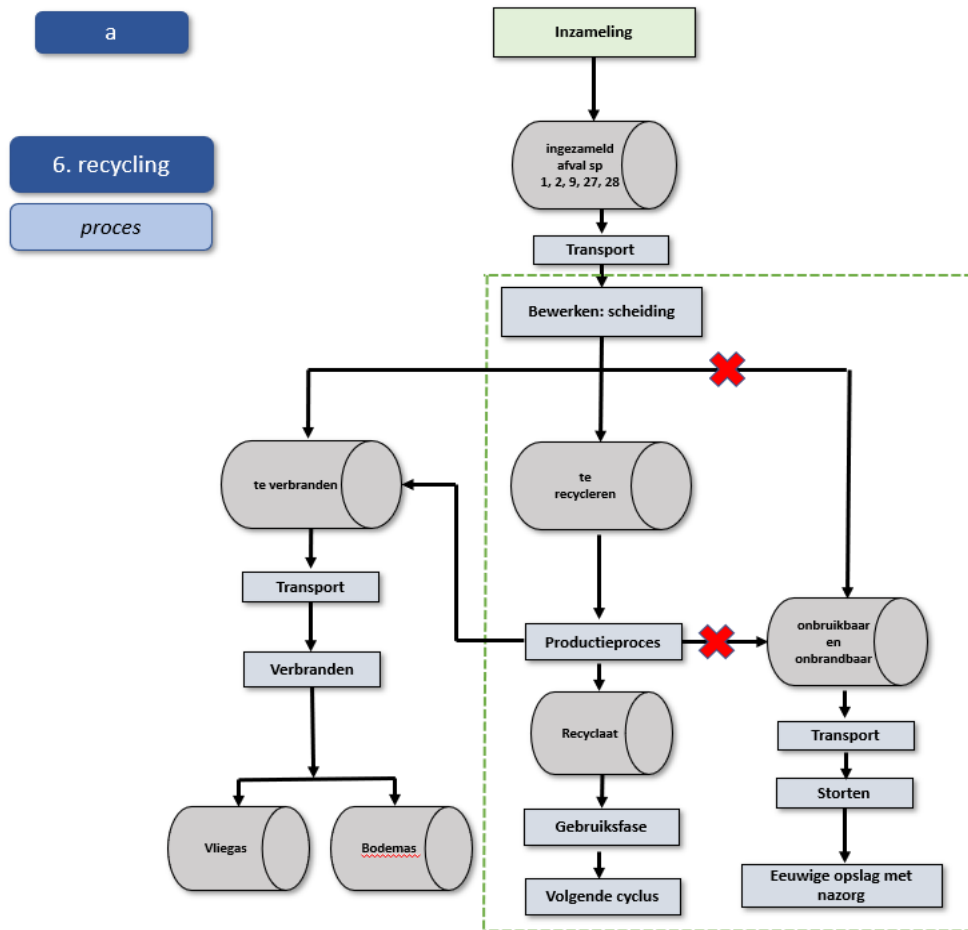 a
Inzameling
6. recycling
proces
ingezameld
afval sp
1, 2, 9, 27, 28
Transport
Bewerken: scheiding
te verbranden
te
recycleren
Transport
Verbranden
Productieproces
onbruikbaar
en
onbrandbaar
Recyclaat
Transport
Storten
Vliegas
Bodemas
Gebruiksfase
Volgende cyclus
Eeuwige opslag met
nazorg